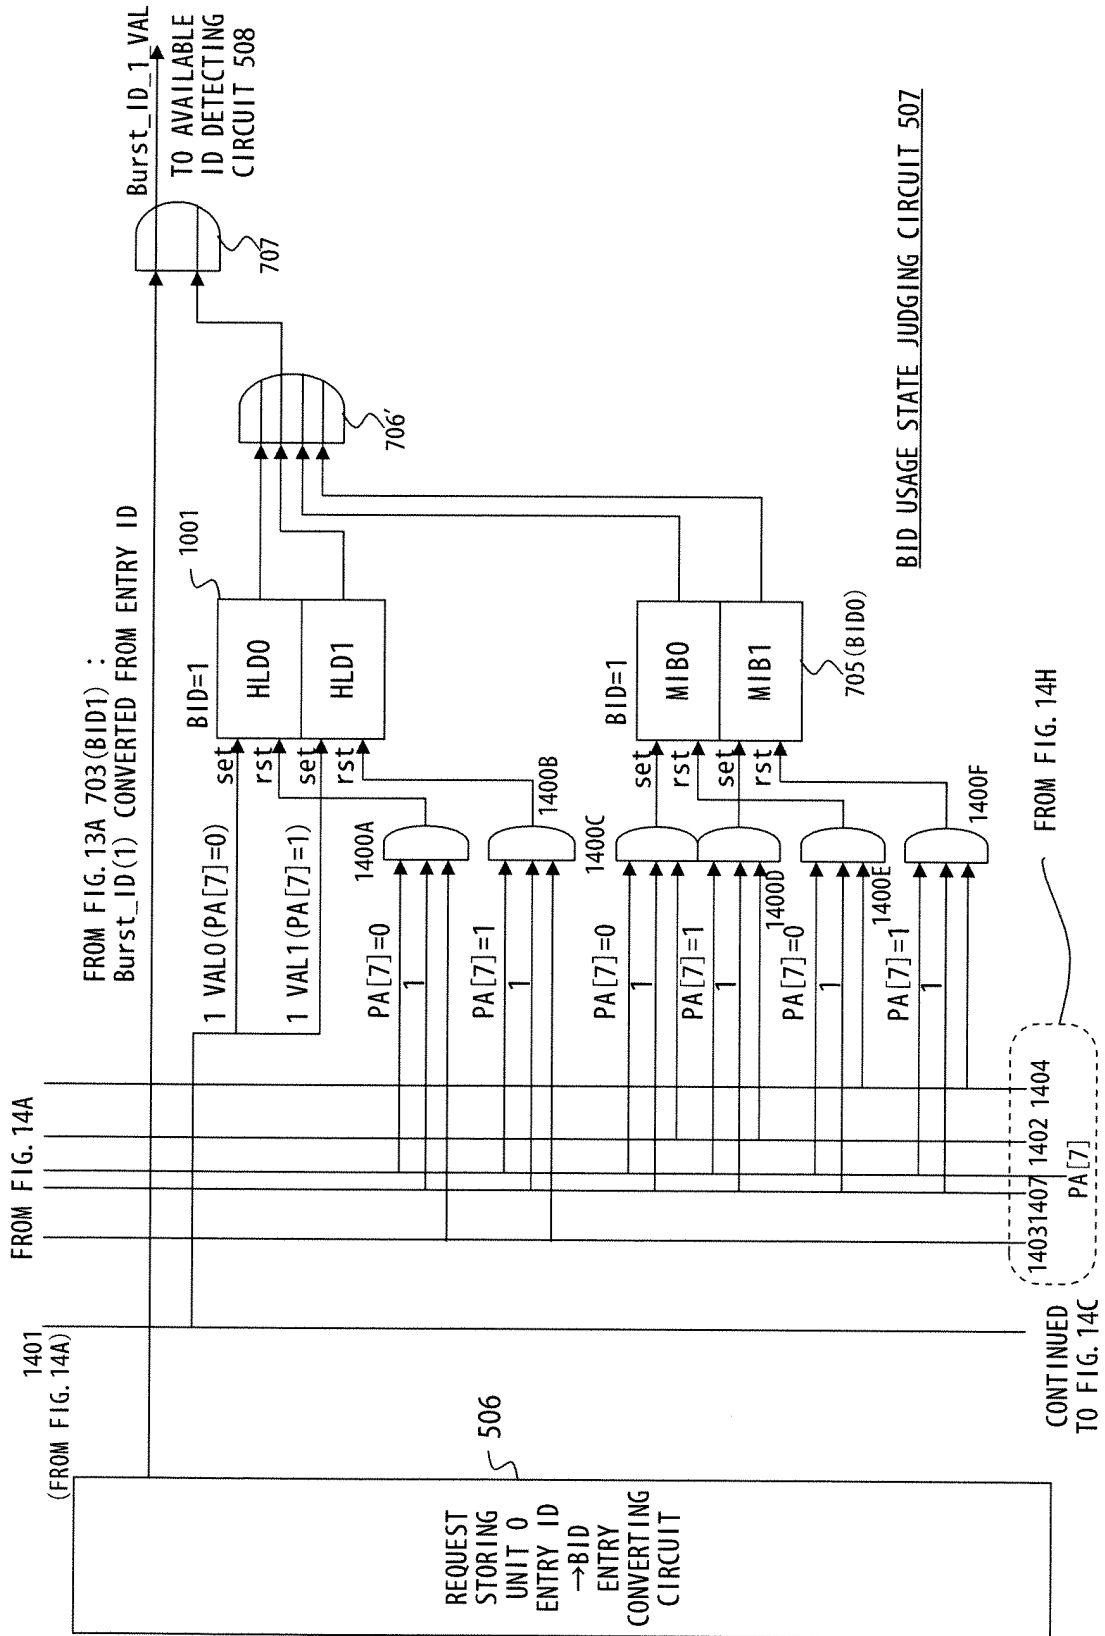 1401
(FROM FIG.14A)
FROM FIG.14A
FROM FIG.13A 703(BID1) :
Burst_ID(1) CONVERTED FROM ENTRY ID
Burst_ID_1_VAL
TO AVAILABLE
ID DETECTING
CIRCUIT 508
707
706'
1001
BID=1
1 VAL0(PA[7]=0)
1 VAL1(PA[7]=1)
set
rst
set
rst
HLD0
HLD1
1400A
PA[7]=0
1
1400B
PA[7]=1
1
1400C
BID=1
set
rst
set
rst
MIB0
MIB1
705(BID0)
PA[7]=0
1
PA[7]=1
1
1400D
PA[7]=0
1
1400E
PA[7]=1
1
1400F
506
REQUEST
STORING
UNIT 0
ENTRY ID
→BID
ENTRY
CONVERTING
CIRCUIT
1403
1407
PA[7]
1402
1404
FROM FIG.14H
CONTINUED
TO FIG.14C
BID USAGE STATE JUDGING CIRCUIT 507